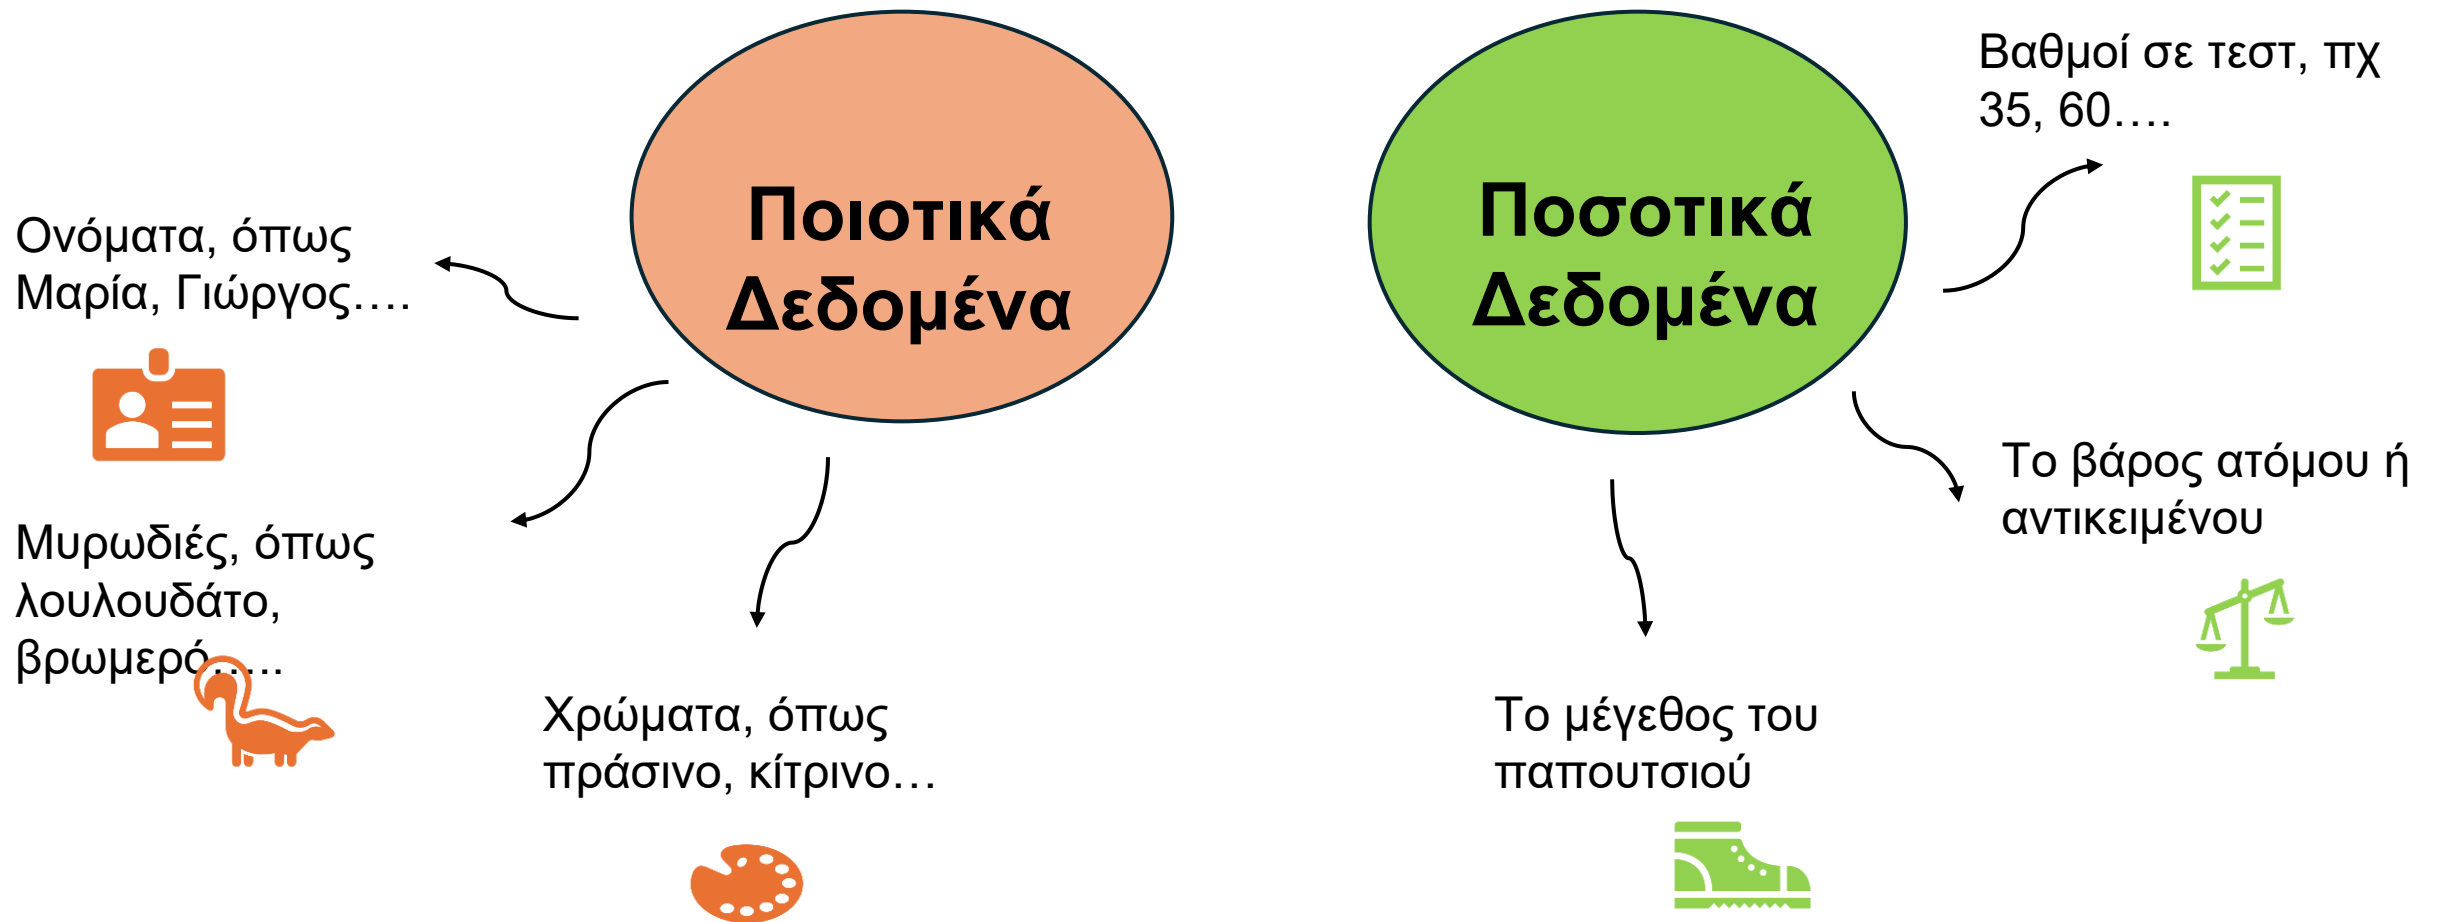 Ποιοτικά
Δεδομένα
Ονόματα, όπως
Μαρία, Γιώργος….
Μυρωδιές, όπως
λουλουδάτο,
βρωμερό…..
Χρώματα, όπως
πράσινο, κίτρινο…
Ποσοτικά
Δεδομένα
Βαθμοί σε τεστ, πχ
35, 60….
Το βάρος ατόμου ή
αντικειμένου
Το μέγεθος του
παπουτσιού